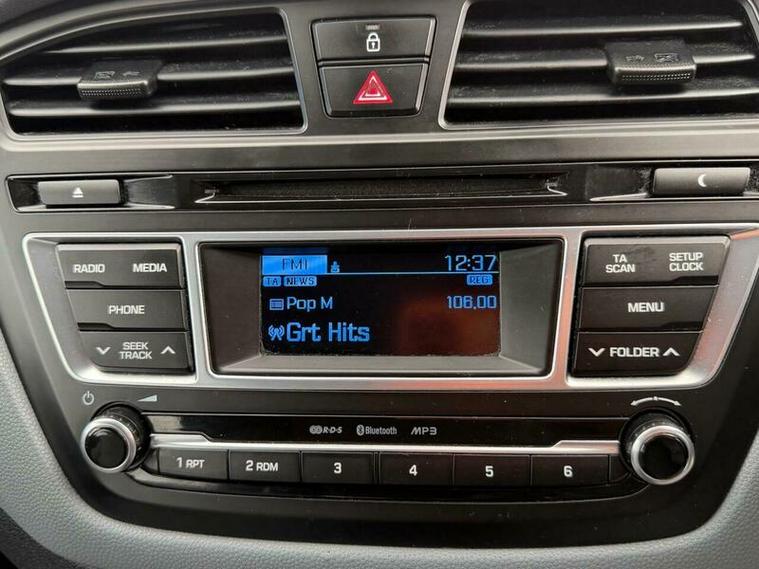 RADIO MEDIA
PHONE
SEEK
TRACK
FM1 12:37
TA NEWS REG
Pop M 106.00
Grt Hits
TA
SCAN
SETUP
CLOCK
MENU
FOLDER
R·D·S Bluetooth MP3
1 RPT 2 RDM 3 4 5 6